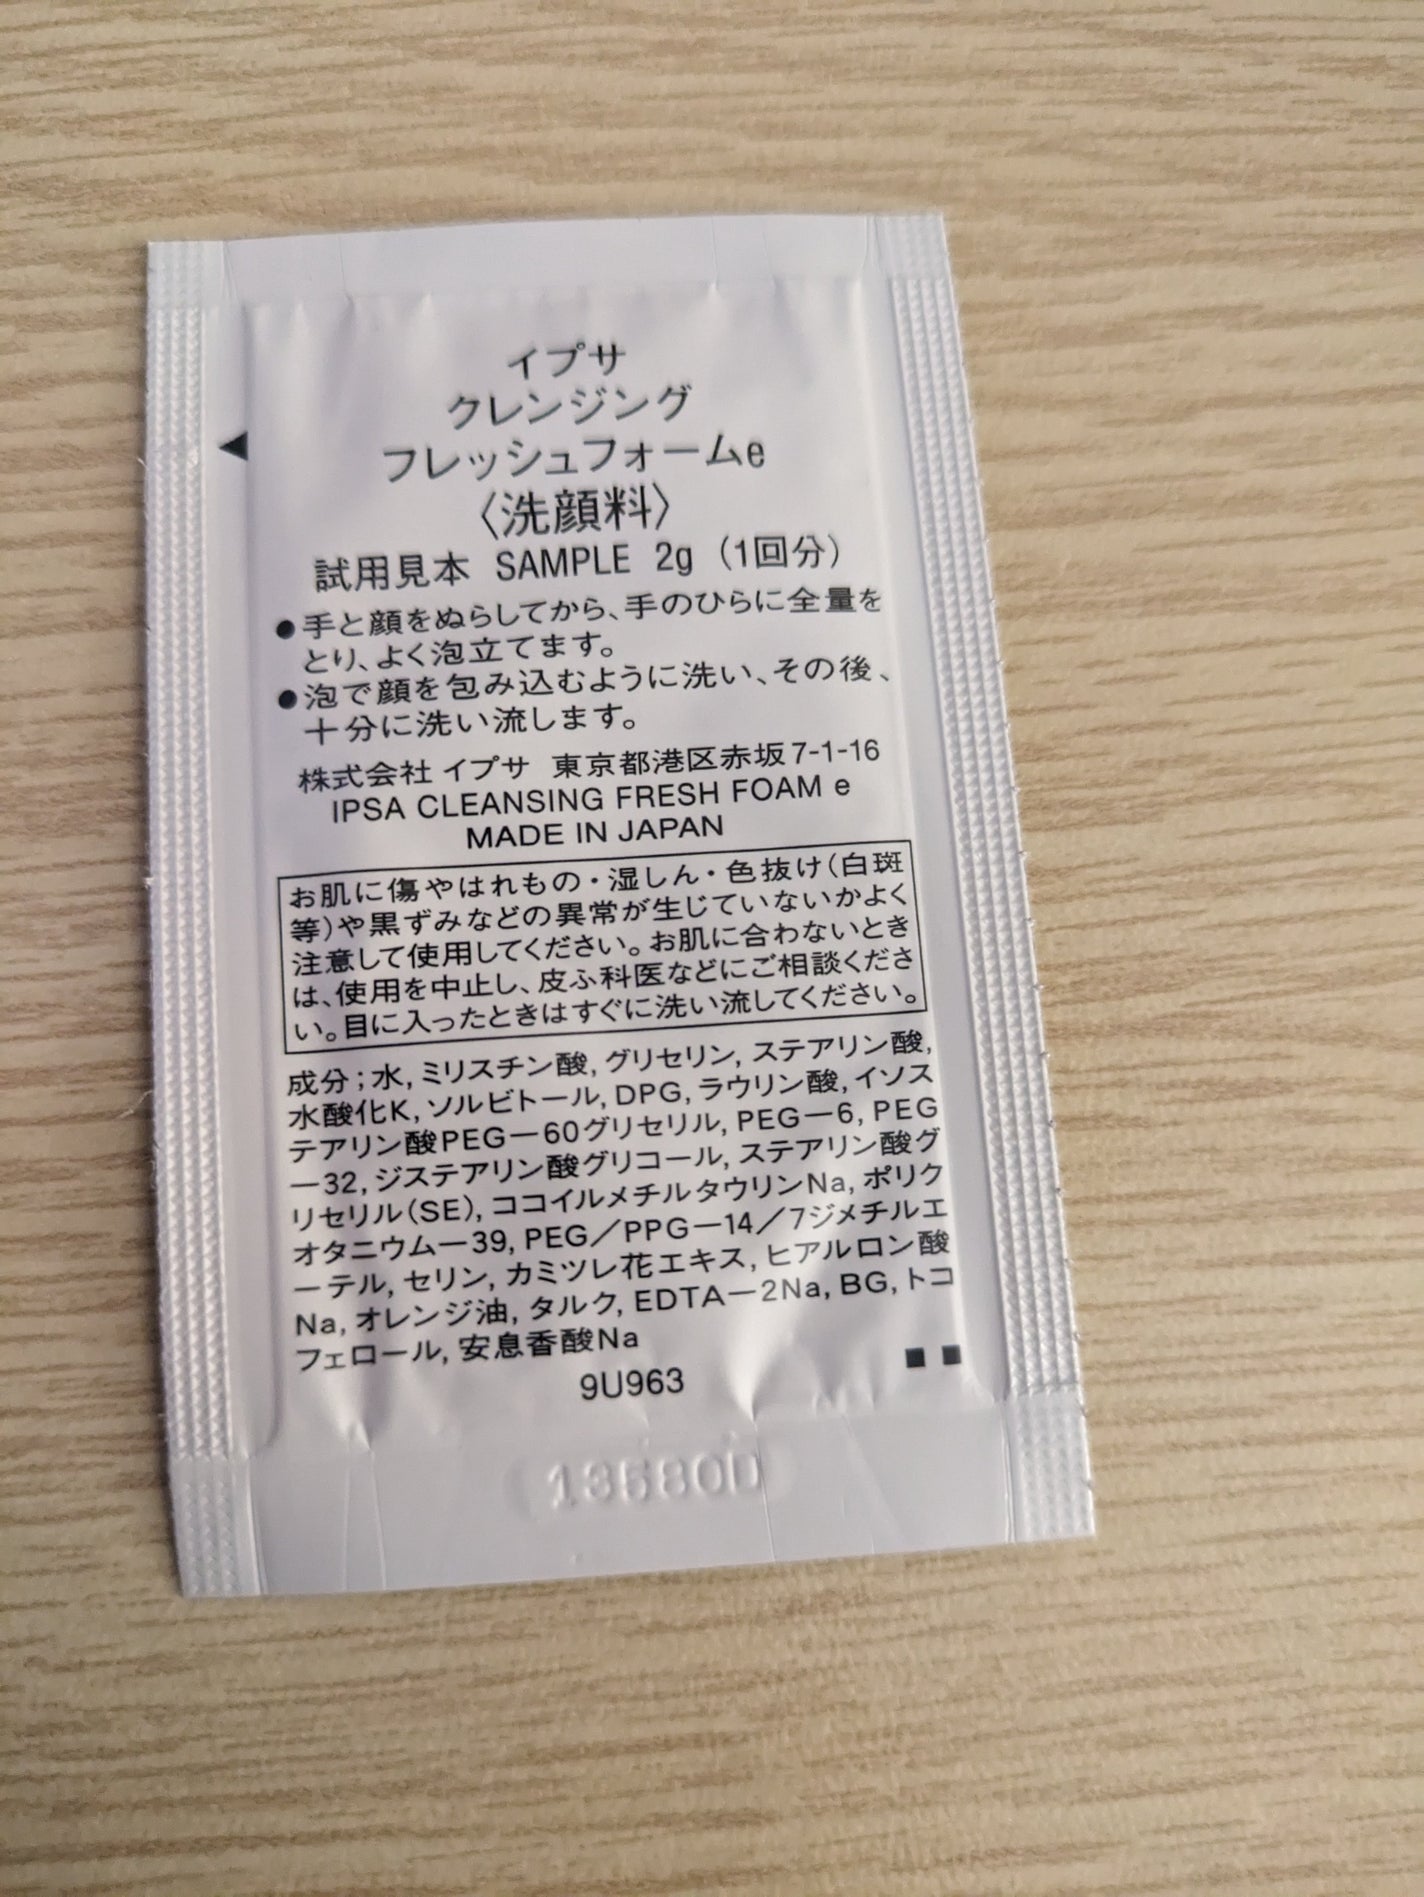 イプサ
クレンジング
フレッシュフォームe
〈洗顔料〉
試用見本 SAMPLE 2g（1回分）
●手と顔をぬらしてから、手のひらに全量を
とり、よく泡立てます。
●泡で顔を包み込むように洗い、その後、
十分に洗い流します。
株式会社 イプサ 東京都港区赤坂7-1-16
IPSA CLEANSING FRESH FOAM e
MADE IN JAPAN
お肌に傷やはれもの・湿しん・色抜け（白斑
等）や黒ずみなどの異常が生じていないかよく
注意して使用してください。お肌に合わないとき
は、使用を中止し、皮ふ科医などにご相談くださ
い。目に入ったときはすぐに洗い流してください。
成分；水, ミリスチン酸, グリセリン, ステアリン酸,
水酸化K, ソルビトール, DPG, ラウリン酸, イソス
テアリン酸PEG－60グリセリル, PEG－6, PEG
－32, ジステアリン酸グリコール, ステアリン酸グ
リセリル（SE）, ココイルメチルタウリンNa, ポリク
オタニウム－39, PEG／PPG－14／7ジメチルエ
ーテル, セリン, カミツレ花エキス, ヒアルロン酸
Na, オレンジ油, タルク, EDTA－2Na, BG, トコ
フェロール, 安息香酸Na
9U963